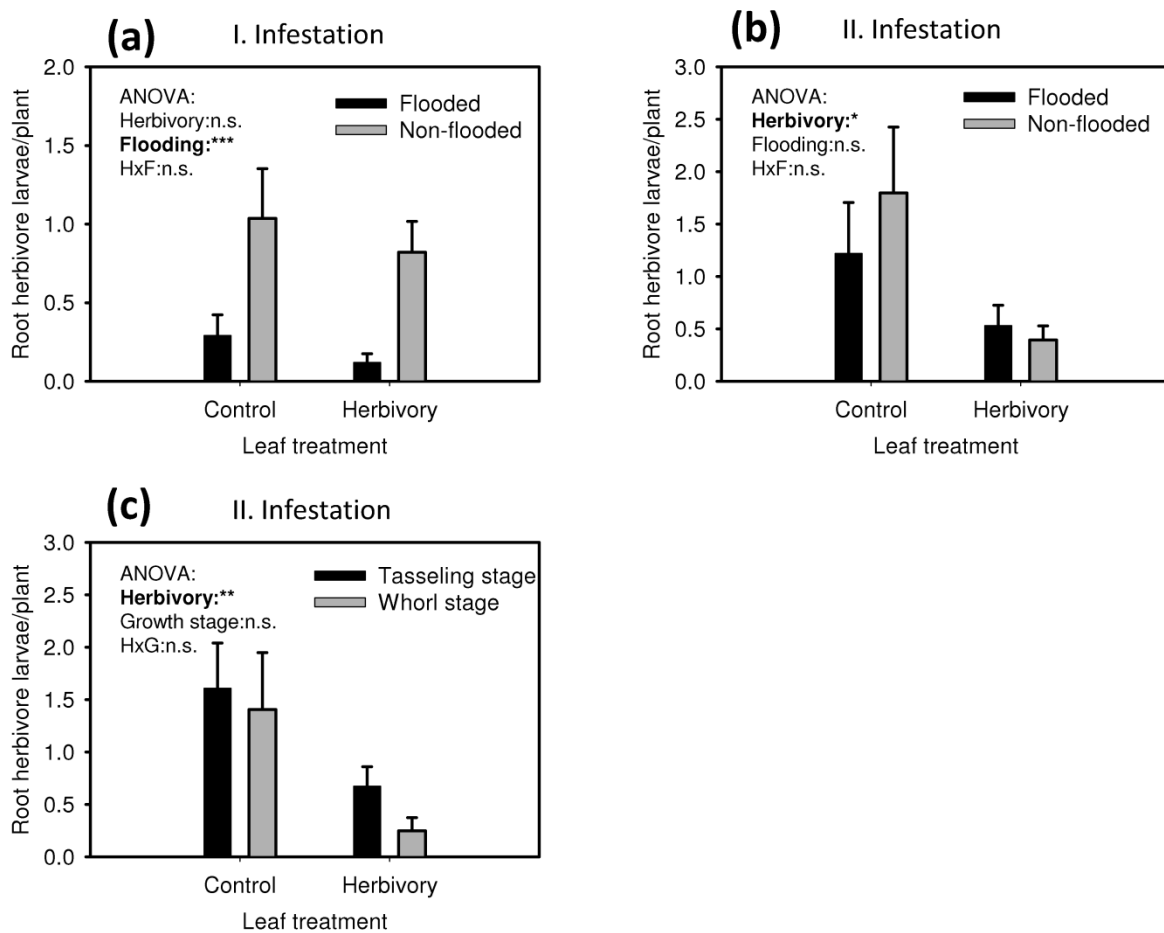 (a) I. Infestation
2.0
1.5
1.0
0.5
0.0
Root herbivore larvae/plant
ANOVA:
Herbivory:n.s.
Flooding:***
HxF:n.s.
Flooded
Non-flooded
Control Herbivory
Leaf treatment
(b) II. Infestation
3.0
2.5
2.0
1.5
1.0
0.5
0.0
Root herbivore larvae/plant
ANOVA:
Herbivory:*
Flooding:n.s.
HxF:n.s.
Flooded
Non-flooded
Control Herbivory
Leaf treatment
(c) II. Infestation
3.0
2.5
2.0
1.5
1.0
0.5
0.0
Root herbivore larvae/plant
ANOVA:
Herbivory:**
Growth stage:n.s.
HxG:n.s.
Tasseling stage
Whorl stage
Control Herbivory
Leaf treatment